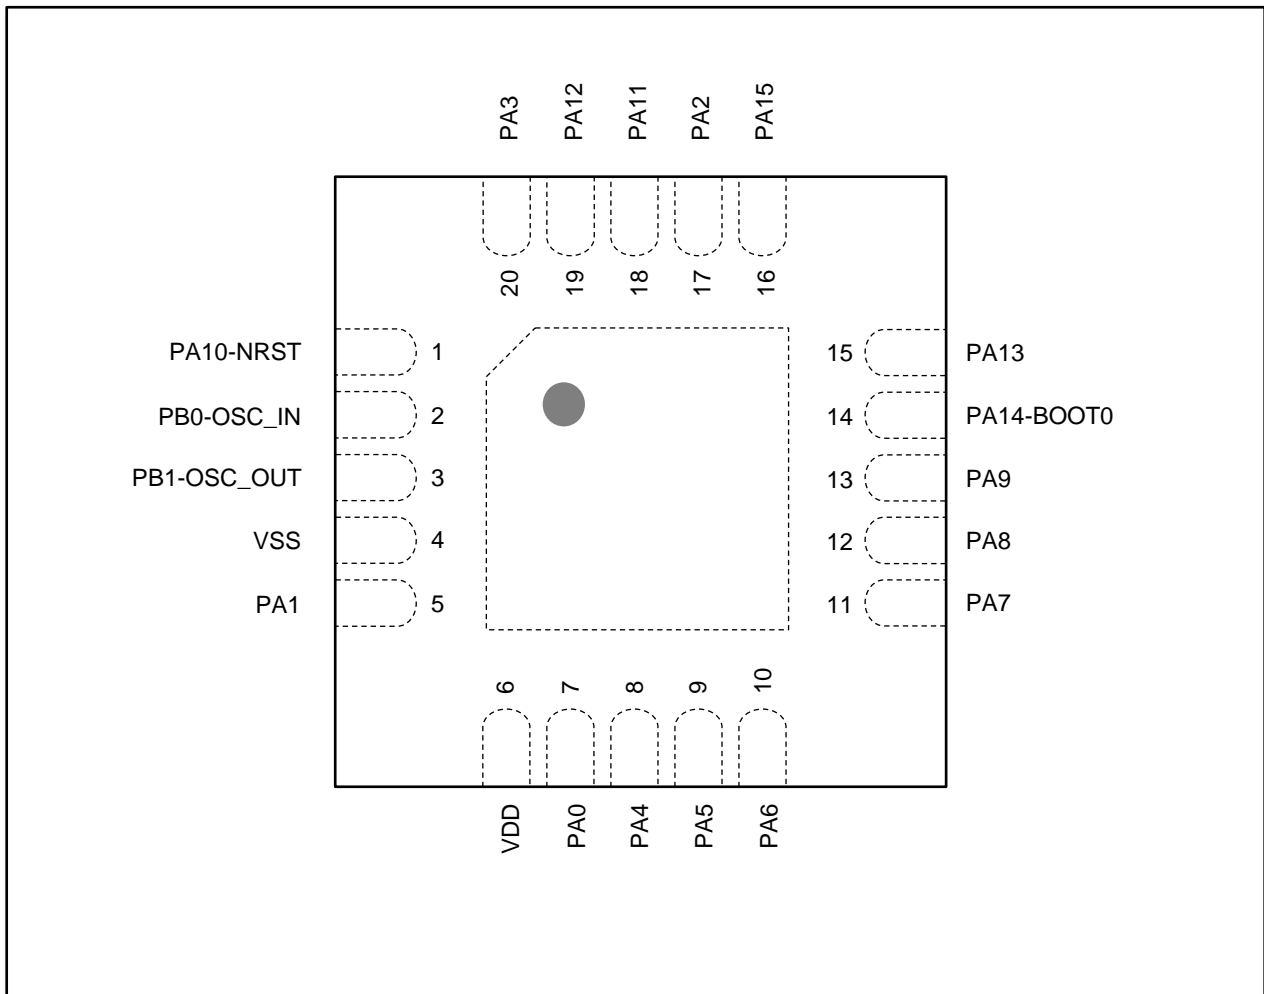 PA3 PA12 PA11 PA2 PA15
20 19 18 17 16
PA10-NRST 1 15 PA13
PB0-OSC_IN 2 14 PA14-BOOT0
PB1-OSC_OUT 3 13 PA9
VSS 4 12 PA8
PA1 5 11 PA7
6 7 8 9 10
VDD PA0 PA4 PA5 PA6